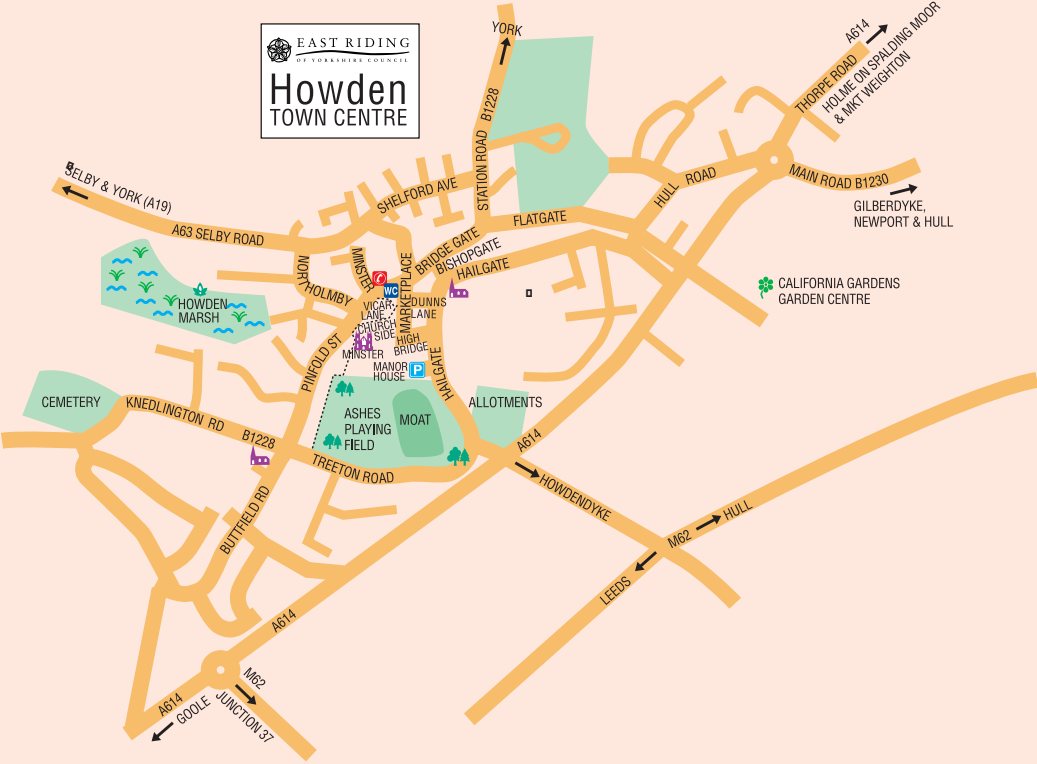 EAST RIDING
OF YORKSHIRE COUNCIL
Howden
TOWN CENTRE
YORK
STATION ROAD B1228
A614
THORPE ROAD
HOLME ON SPALDING MOOR
& MKT WEIGHTON
MAIN ROAD B1230
GILBERDYKE,
NEWPORT & HULL
HULL ROAD
SELBY & YORK (A19)
A63 SELBY ROAD
SHELFORD AVE
FLATGATE
BRIDGE GATE
BISHOPGATE
HAILGATE
NORY
HOLMBY
MINSTER
MARKETPLACE
WC
DUNNS
LANE
VICAR
LANE
CHURCH
SIDE
HIGH
BRIDGE
MINSTER
MANOR
HOUSE
P
HAILGATE
PINFOLD ST
HOWDEN
MARSH
CALIFORNIA GARDENS
GARDEN CENTRE
CEMETERY
KNEDLINGTON RD
B1228
ASHES
PLAYING
FIELD
MOAT
ALLOTMENTS
TREETON ROAD
A614
HOWDENDYKE
BUTTFIELD RD
M62
HULL
LEEDS
A614
M62
JUNCTION 37
A614
GOOLE